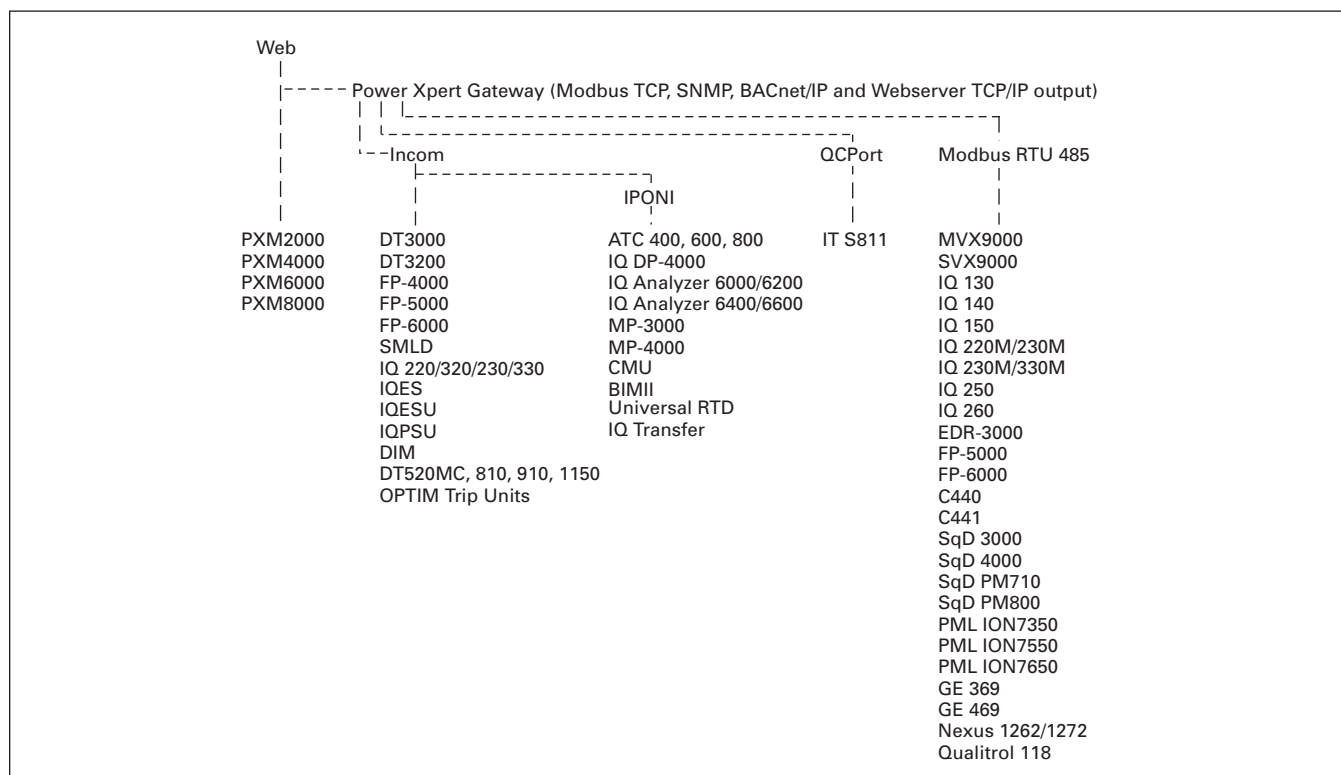 Web
Power Xpert Gateway (Modbus TCP, SNMP, BACnet/IP and Webserver TCP/IP output)
Incom
QCPort
Modbus RTU 485
IPONI
PXM2000
PXM4000
PXM6000
PXM8000
DT3000
DT3200
FP-4000
FP-5000
FP-6000
SMLD
IQ 220/320/230/330
IQES
IQESU
IQPSU
DIM
DT520MC, 810, 910, 1150
OPTIM Trip Units
ATC 400, 600, 800
IQ DP-4000
IQ Analyzer 6000/6200
IQ Analyzer 6400/6600
MP-3000
MP-4000
CMU
BIMII
Universal RTD
IQ Transfer
IT S811
MVX9000
SVX9000
IQ 130
IQ 140
IQ 150
IQ 220M/230M
IQ 230M/330M
IQ 250
IQ 260
EDR-3000
FP-5000
FP-6000
C440
C441
SqD 3000
SqD 4000
SqD PM710
SqD PM800
PML ION7350
PML ION7550
PML ION7650
GE 369
GE 469
Nexus 1262/1272
Qualitrol 118